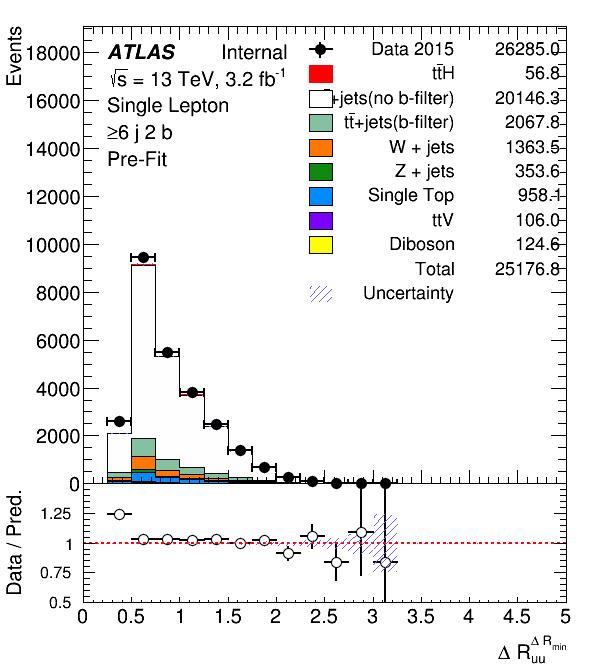 Events
18000
16000
14000
12000
10000
8000
6000
4000
2000
0
ATLAS Internal
√s = 13 TeV, 3.2 fb⁻¹
Single Lepton
≥6 j 2 b
Pre-Fit
Data 2015 26285.0
tt̄H 56.8
+jets(no b-filter) 20146.3
tt̄+jets(b-filter) 2067.8
W + jets 1363.5
Z + jets 353.6
Single Top 958.1
ttV 106.0
Diboson 124.6
Total 25176.8
Uncertainty
Data / Pred.
1.25
1
0.75
0.5
0 0.5 1 1.5 2 2.5 3 3.5 4 4.5 5
Δ R_uu^Δ R_min